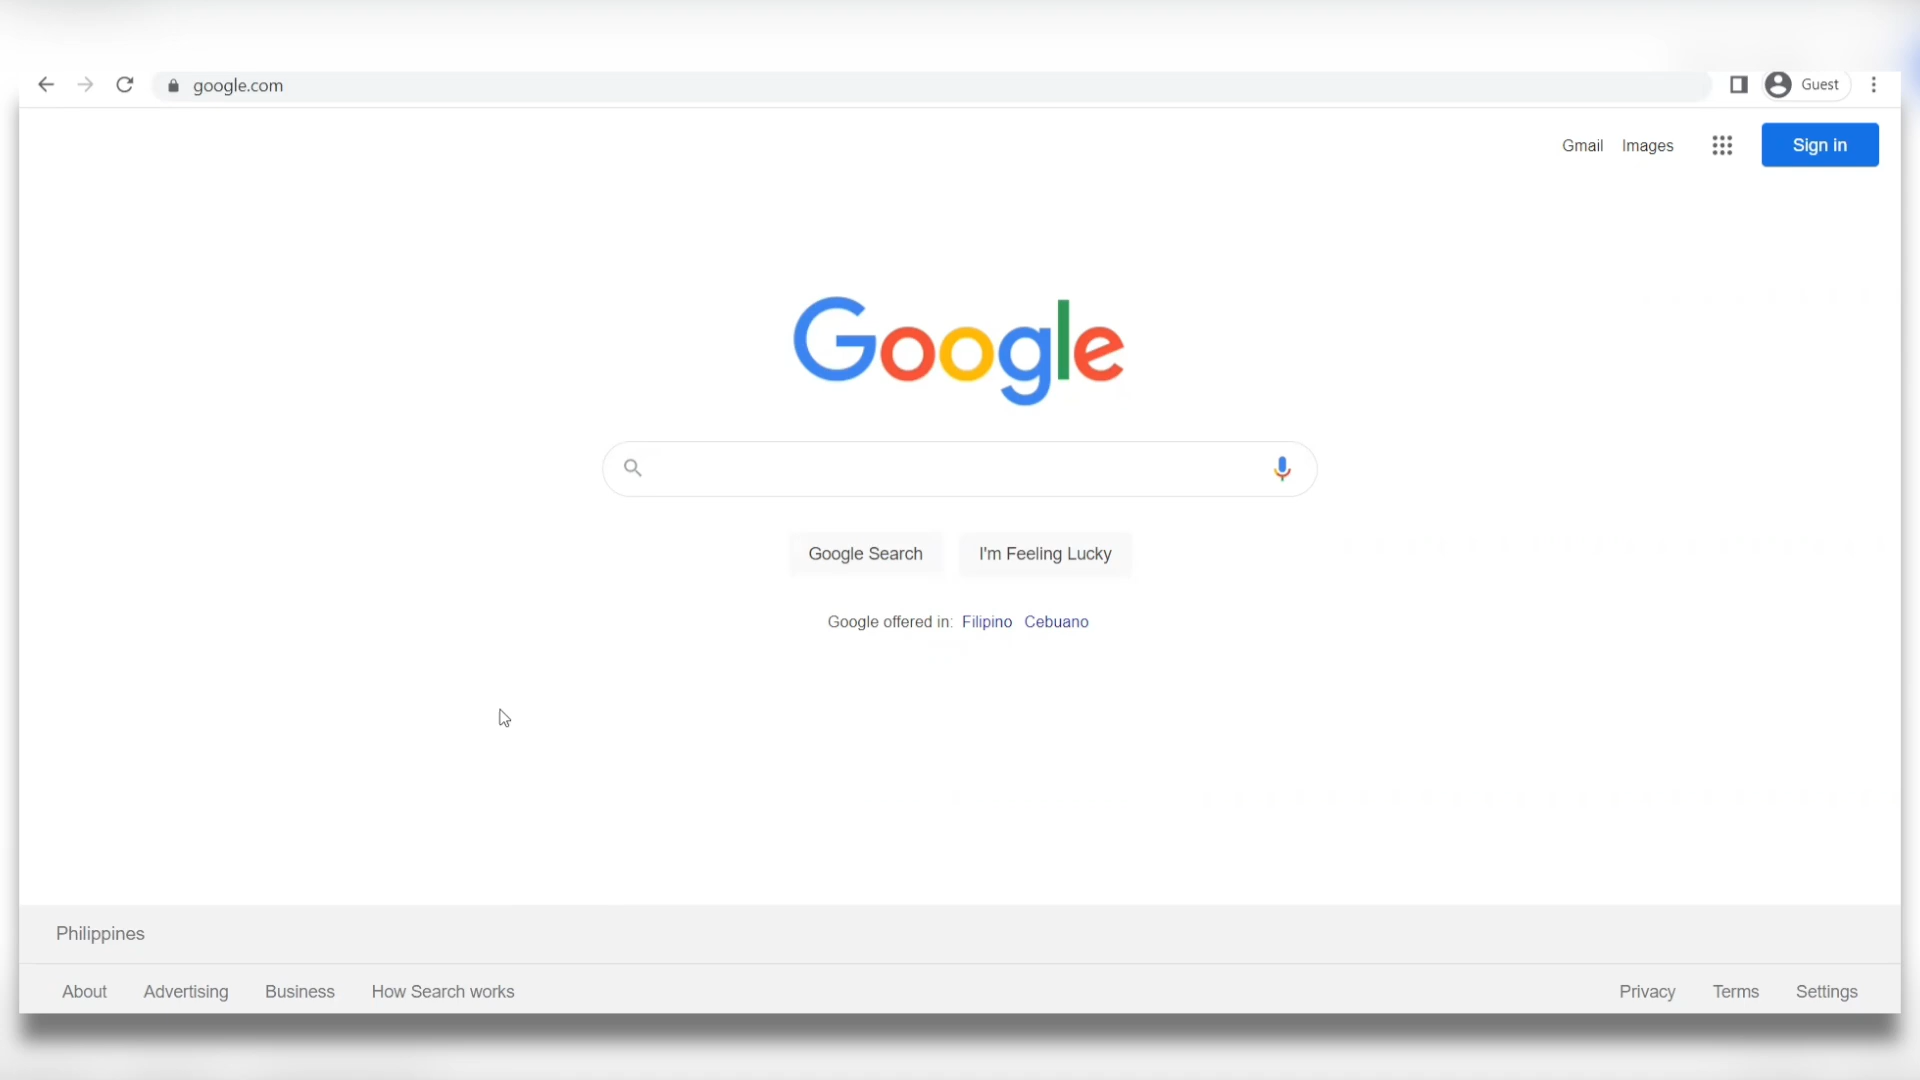 google.com
Guest
Gmail Images
Sign in
Google
Google Search
I'm Feeling Lucky
Google offered in: Filipino Cebuano
Philippines
About Advertising Business How Search works
Privacy Terms Settings